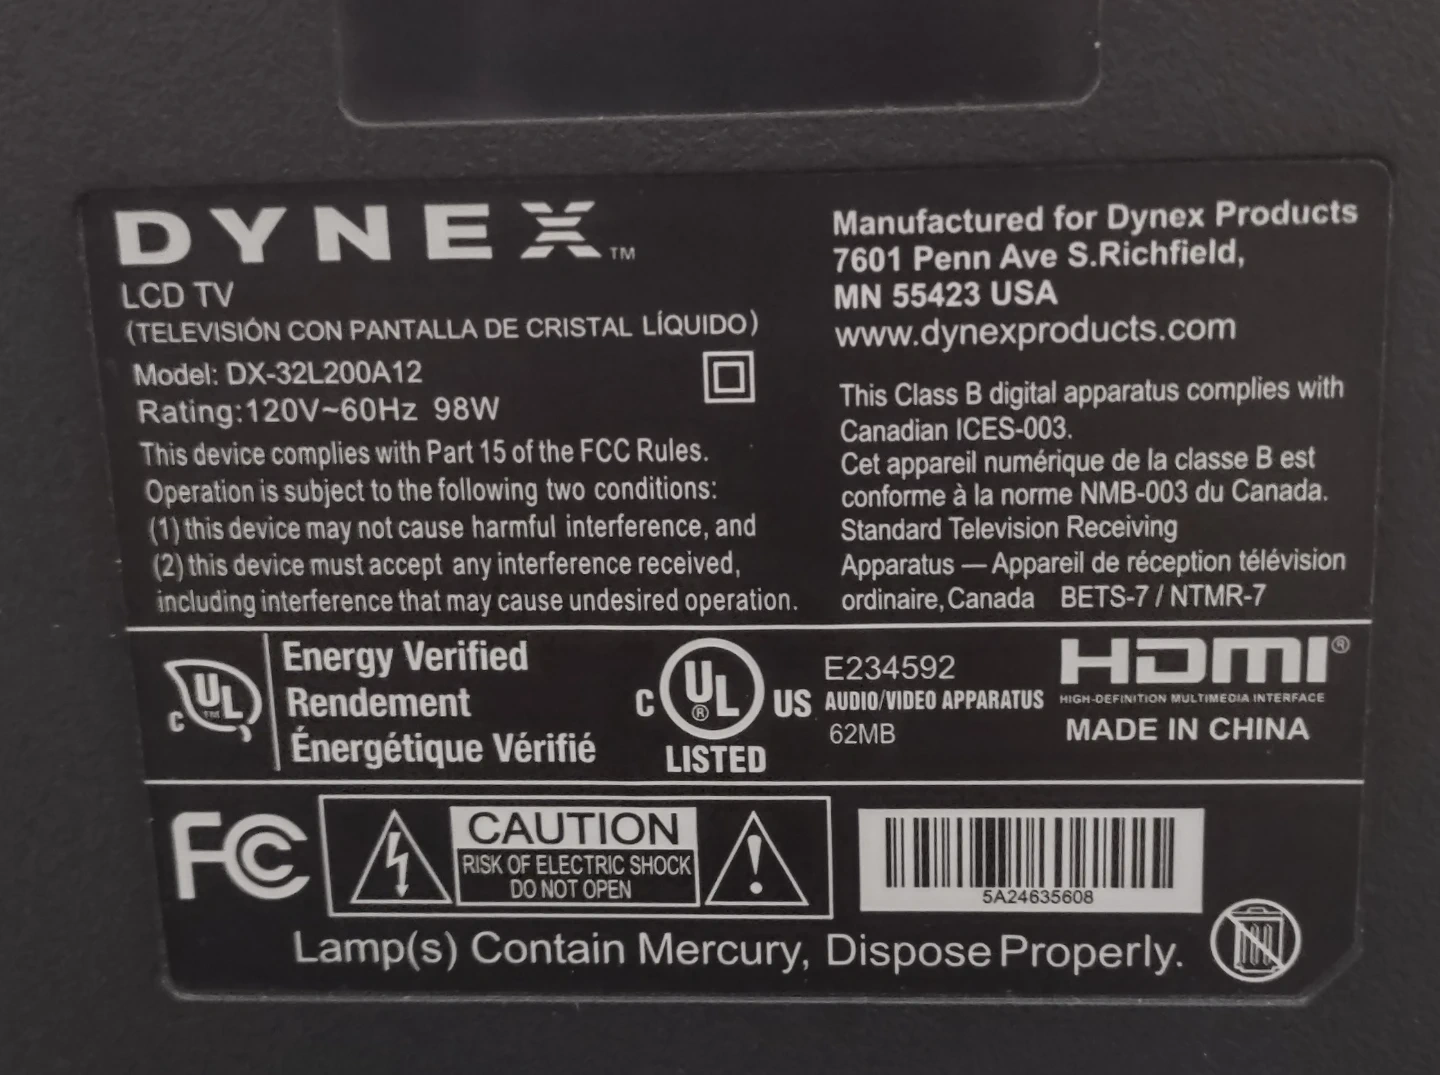 DYNEX™
LCD TV
(TELEVISIÓN CON PANTALLA DE CRISTAL LÍQUIDO)
Model: DX-32L200A12
Rating:120V~60Hz 98W
This device complies with Part 15 of the FCC Rules.
Operation is subject to the following two conditions:
(1) this device may not cause harmful interference, and
(2) this device must accept any interference received,
including interference that may cause undesired operation.
Manufactured for Dynex Products
7601 Penn Ave S.Richfield,
MN 55423 USA
www.dynexproducts.com
This Class B digital apparatus complies with
Canadian ICES-003.
Cet appareil numérique de la classe B est
conforme à la norme NMB-003 du Canada.
Standard Television Receiving
Apparatus — Appareil de réception télévision
ordinaire, Canada BETS-7 / NTMR-7
C UL™
Energy Verified
Rendement
Énergétique Vérifié
C UL® US
LISTED
E234592
AUDIO/VIDEO APPARATUS
62MB
HDMI®
HIGH-DEFINITION MULTIMEDIA INTERFACE
MADE IN CHINA
FC
CAUTION
RISK OF ELECTRIC SHOCK
DO NOT OPEN
!
5A24635608
Lamp(s) Contain Mercury, Dispose Properly.